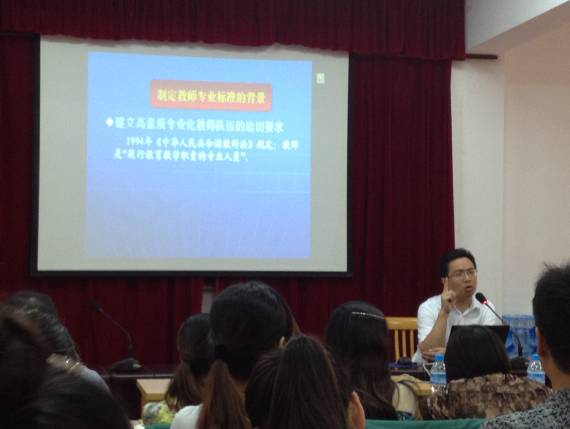 制定教师专业标准的背景
◆建立高素质专业化教师队伍的迫切要求
1994年《中华人民共和国教师法》规定：教师
是“履行教育教学职责的专业人员”、